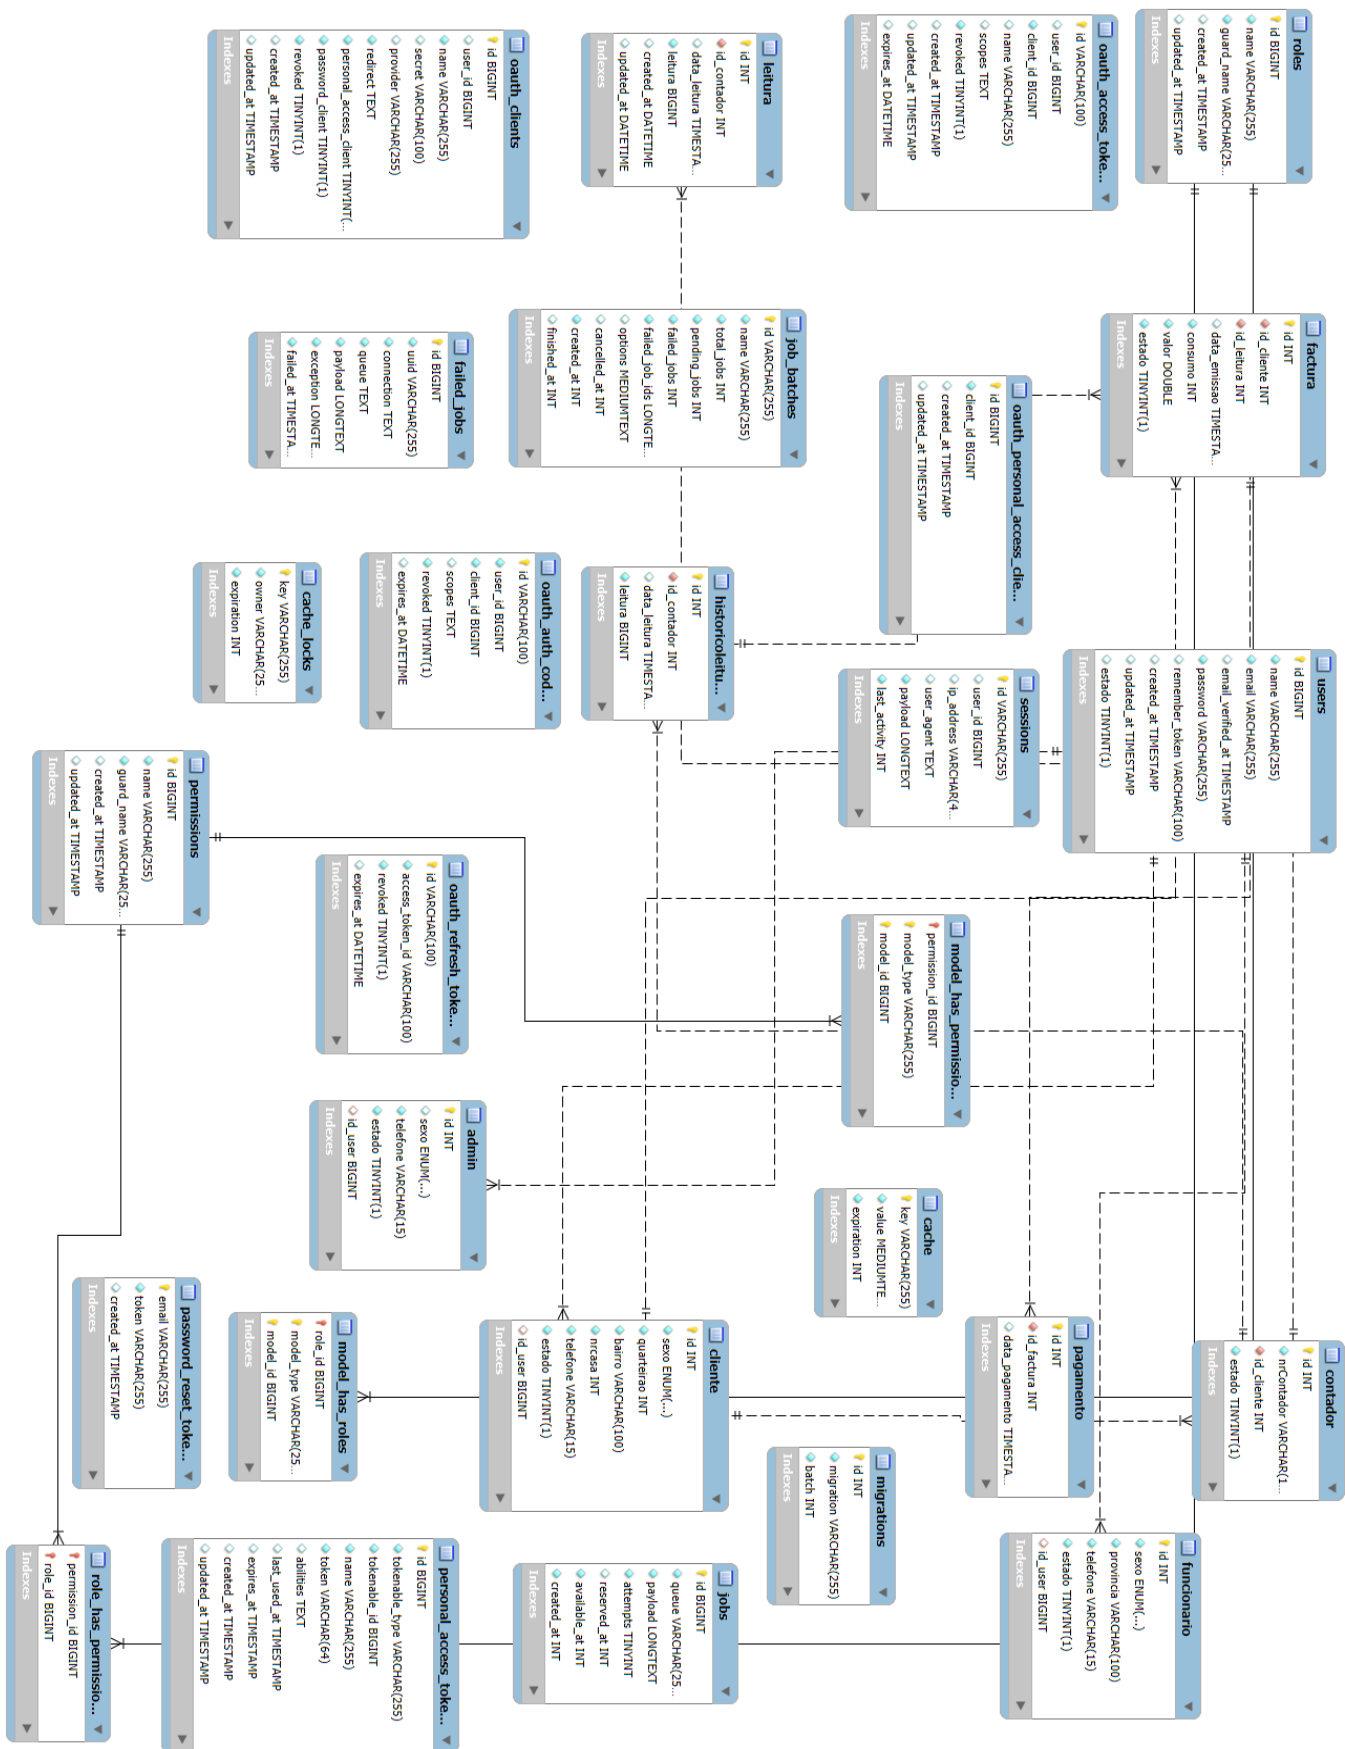 roles
id BIGINT
name VARCHAR(255)
guard_name VARCHAR(25...
created_at TIMESTAMP
updated_at TIMESTAMP
Indexes
factura
id INT
id_cliente INT
id_leitura INT
data_emissao TIMESTA...
consumo INT
valor DOUBLE
estado TINYINT(1)
Indexes
users
id BIGINT
name VARCHAR(255)
email VARCHAR(255)
email_verified_at TIMESTAMP
password VARCHAR(255)
remember_token VARCHAR(100)
created_at TIMESTAMP
updated_at TIMESTAMP
estado TINYINT(1)
Indexes
contador
id INT
nrContador VARCHAR(1...
id_cliente INT
estado TINYINT(1)
Indexes
funcionario
id INT
sexo ENUM(...)
provincia VARCHAR(100)
telefone VARCHAR(15)
estado TINYINT(1)
id_user BIGINT
Indexes
oauth_access_toke...
id VARCHAR(100)
user_id BIGINT
client_id BIGINT
name VARCHAR(255)
scopes TEXT
revoked TINYINT(1)
created_at TIMESTAMP
updated_at TIMESTAMP
expires_at DATETIME
Indexes
oauth_personal_access_clie...
id BIGINT
client_id BIGINT
created_at TIMESTAMP
updated_at TIMESTAMP
Indexes
sessions
id VARCHAR(255)
user_id BIGINT
ip_address VARCHAR(4...
user_agent TEXT
payload LONGTEXT
last_activity INT
Indexes
model_has_permissio...
permission_id BIGINT
model_type VARCHAR(255)
model_id BIGINT
Indexes
cache
key VARCHAR(255)
value MEDIUMTE...
expiration INT
Indexes
pagamento
id INT
id_factura INT
data_pagamento TIMESTA...
Indexes
migrations
id INT
migration VARCHAR(255)
batch INT
Indexes
leitura
id INT
id_contador INT
data_leitura TIMESTA...
leitura BIGINT
created_at DATETIME
updated_at DATETIME
Indexes
job_batches
id VARCHAR(255)
name VARCHAR(255)
total_jobs INT
pending_jobs INT
failed_jobs INT
failed_job_ids LONGTE...
options MEDIUMTEXT
cancelled_at INT
created_at INT
finished_at INT
Indexes
historicoleitu...
id INT
id_contador INT
data_leitura TIMESTA...
leitura BIGINT
Indexes
cliente
id INT
sexo ENUM(...)
quarteirao INT
bairro VARCHAR(100)
nrcasa INT
telefone VARCHAR(15)
estado TINYINT(1)
id_user BIGINT
Indexes
jobs
id BIGINT
queue VARCHAR(25...
payload LONGTEXT
attempts TINYINT
reserved_at INT
available_at INT
created_at INT
Indexes
oauth_clients
id BIGINT
user_id BIGINT
name VARCHAR(255)
secret VARCHAR(100)
provider VARCHAR(255)
redirect TEXT
personal_access_client TINYINT(...
password_client TINYINT(1)
revoked TINYINT(1)
created_at TIMESTAMP
updated_at TIMESTAMP
Indexes
failed_jobs
id BIGINT
uuid VARCHAR(255)
connection TEXT
queue TEXT
payload LONGTEXT
exception LONGTE...
failed_at TIMESTA...
Indexes
oauth_auth_cod...
id VARCHAR(100)
user_id BIGINT
client_id BIGINT
scopes TEXT
revoked TINYINT(1)
expires_at DATETIME
Indexes
oauth_refresh_toke...
id VARCHAR(100)
access_token_id VARCHAR(100)
revoked TINYINT(1)
expires_at DATETIME
Indexes
admin
id INT
sexo ENUM(...)
telefone VARCHAR(15)
estado TINYINT(1)
id_user BIGINT
Indexes
model_has_roles
role_id BIGINT
model_type VARCHAR(25...
model_id BIGINT
Indexes
personal_access_toke...
id BIGINT
tokenable_type VARCHAR(255)
tokenable_id BIGINT
name VARCHAR(255)
token VARCHAR(64)
abilities TEXT
last_used_at TIMESTAMP
expires_at TIMESTAMP
created_at TIMESTAMP
updated_at TIMESTAMP
Indexes
cache_locks
key VARCHAR(255)
owner VARCHAR(25...
expiration INT
Indexes
permissions
id BIGINT
name VARCHAR(255)
guard_name VARCHAR(25...
created_at TIMESTAMP
updated_at TIMESTAMP
Indexes
password_reset_toke...
email VARCHAR(255)
token VARCHAR(255)
created_at TIMESTAMP
Indexes
role_has_permissio...
permission_id BIGINT
role_id BIGINT
Indexes